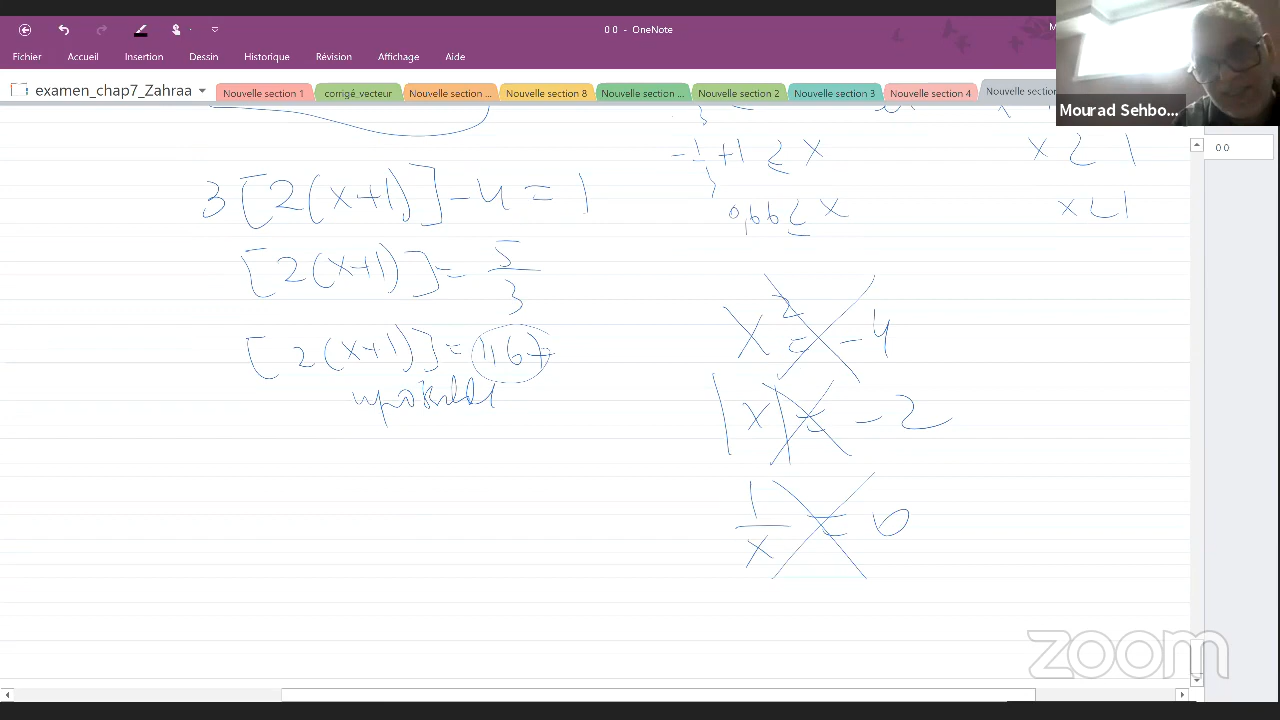 0 0 - OneNote
Fichier Accueil Insertion Dessin Historique Révision Affichage Aide
examen_chap7_Zahraa
Nouvelle section 1 corrigé_vecteur Nouvelle section ... Nouvelle section 8 Nouvelle section ... Nouvelle section 2 Nouvelle section 3 Nouvelle section 4 Nouvelle section
Mourad Sehbo...
0 0
3[2(x+1)]-4=1
[2(x+1)]=5/3
[2(x+1)]=1,67
-1/3+1≤x
0,66≤x
x≤1
x<1
x²=-4
|x|=-2
1/x=0
zoom